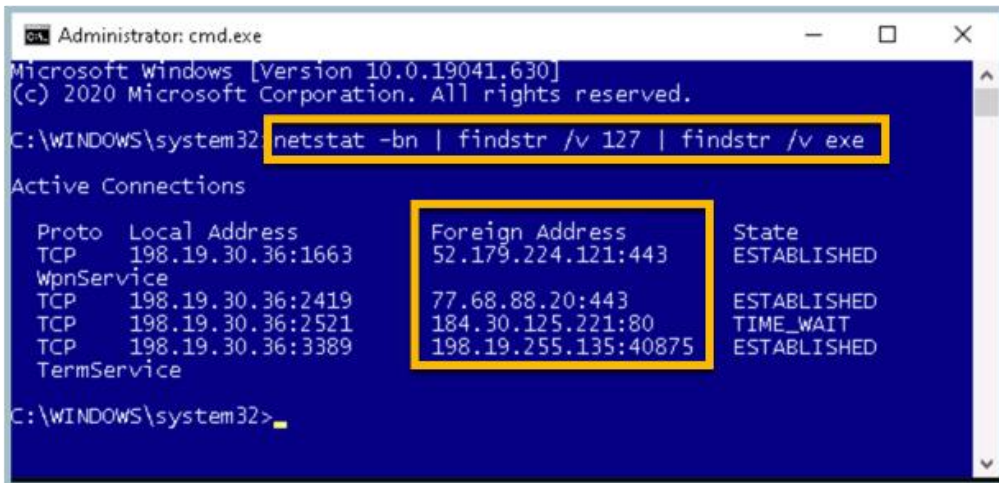 Administrator: cmd.exe
Microsoft Windows [Version 10.0.19041.630]
(c) 2020 Microsoft Corporation. All rights reserved.
C:\WINDOWS\system32>netstat -bn | findstr /v 127 | findstr /v exe
Active Connections
Proto Local Address Foreign Address State
TCP 198.19.30.36:1663 52.179.224.121:443 ESTABLISHED
WpnService
TCP 198.19.30.36:2419 77.68.88.20:443 ESTABLISHED
TCP 198.19.30.36:2521 184.30.125.221:80 TIME_WAIT
TCP 198.19.30.36:3389 198.19.255.135:40875 ESTABLISHED
TermService
C:\WINDOWS\system32>